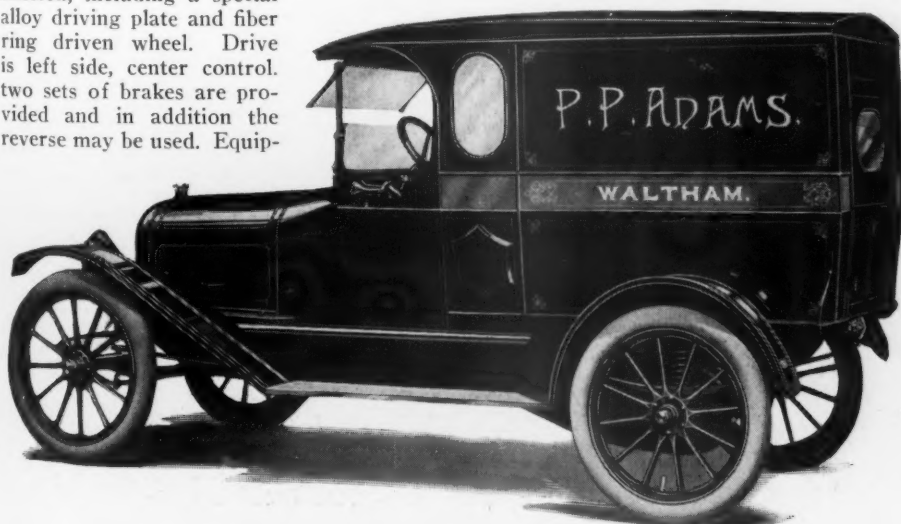 alloy driving plate and fiber
ring driven wheel. Drive
is left side, center control.
two sets of brakes are pro-
vided and in addition the
reverse may be used. Equip-
P.P. ADAMS.
WALTHAM.